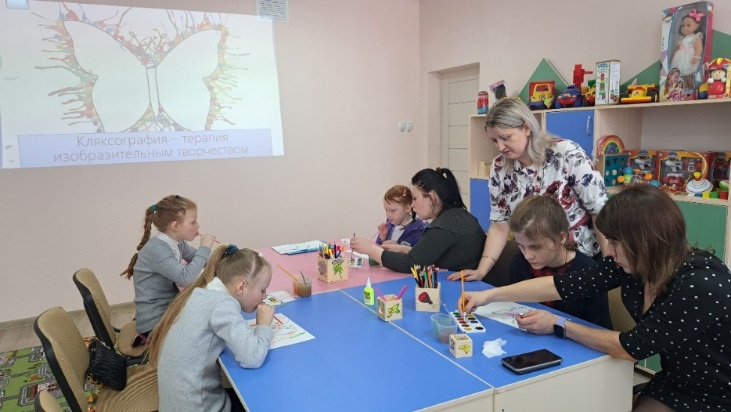 Кляксография – терапия
изобразительным творчеством